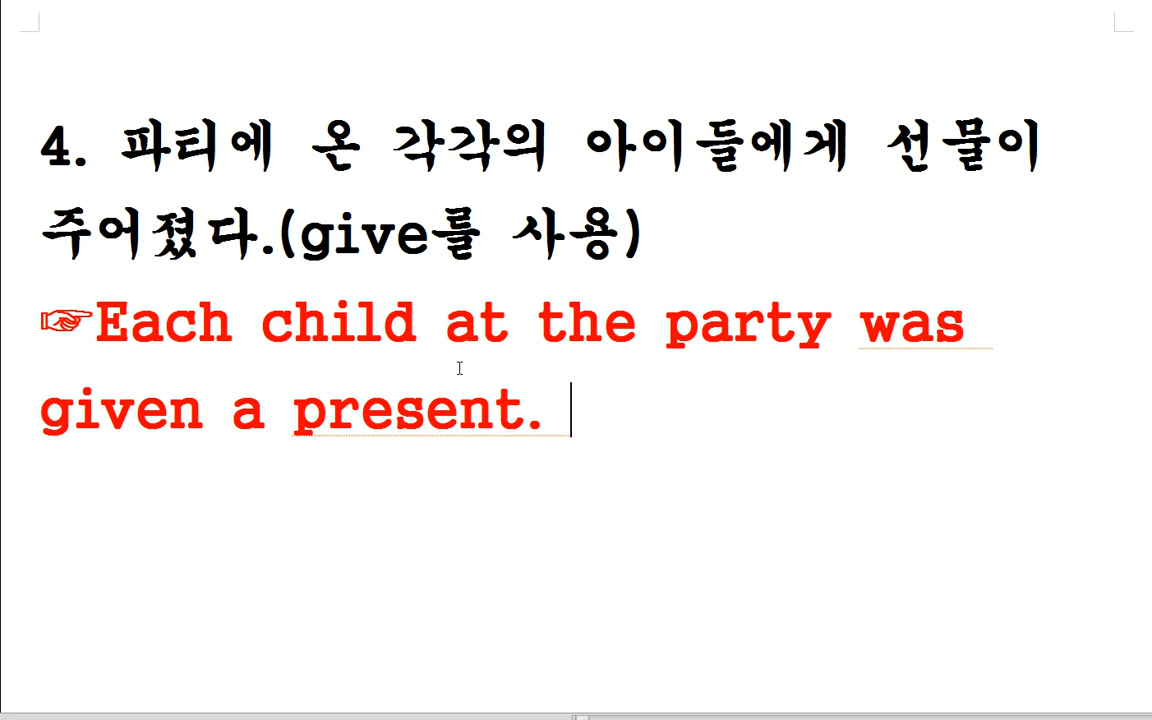 4. 파티에 온 각각의 아이들에게 선물이
주어졌다.(give를 사용)
☞Each child at the party was
given a present.